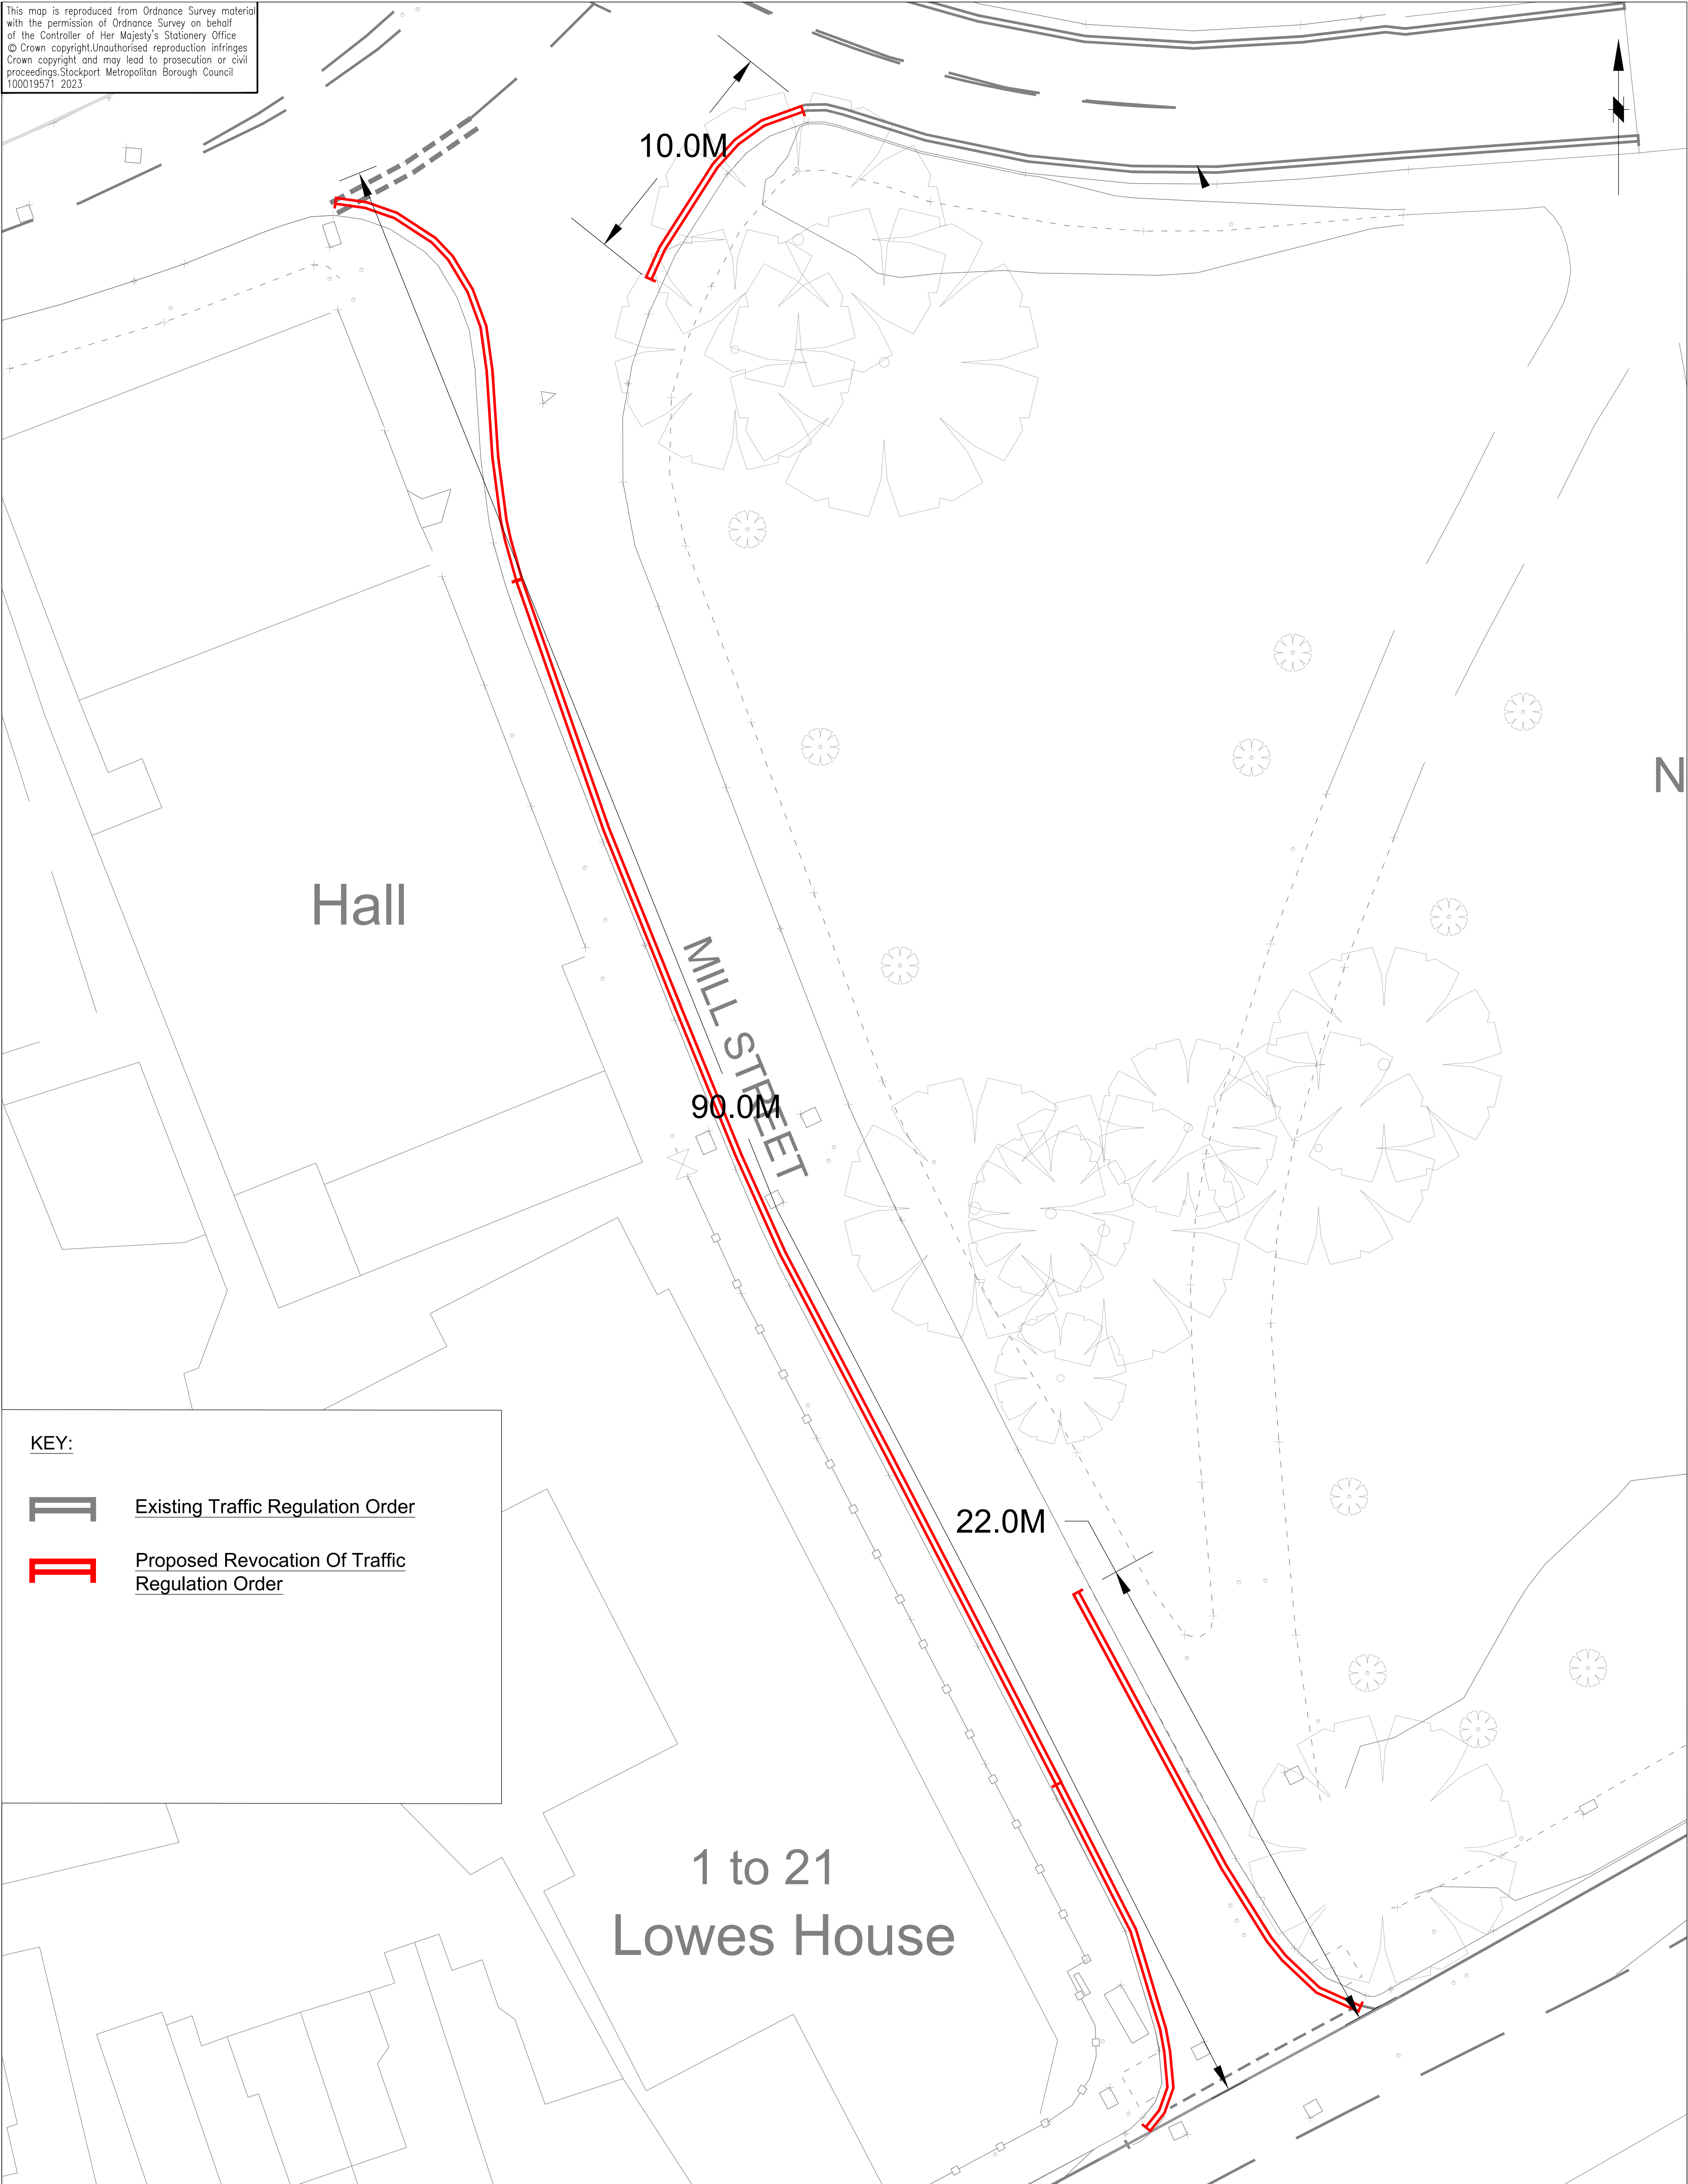 This map is reproduced from Ordnance Survey material
with the permission of Ordnance Survey on behalf
of the Controller of Her Majesty's Stationery Office
© Crown copyright.Unauthorised reproduction infringes
Crown copyright and may lead to prosecution or civil
proceedings.Stockport Metropolitan Borough Council
100019571 2023
10.0M
N
Hall
MILL STREET
90.0M
KEY:
Existing Traffic Regulation Order
Proposed Revocation Of Traffic
Regulation Order
22.0M
1 to 21
Lowes House